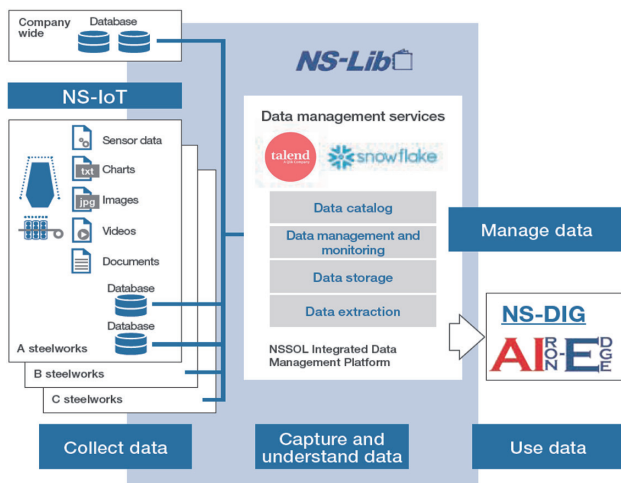 Company
wide
Database
NS-Lib
NS-IoT
Data management services
talend
snowflake
Sensor data
txt
Charts
jpg
Images
Videos
Documents
Data catalog
Data management and
monitoring
Data storage
Data extraction
Manage data
Database
Database
A steelworks
B steelworks
C steelworks
NSSOL Integrated Data
Management Platform
NS-DIG
AIRON-EDGE
Collect data
Capture and
understand data
Use data